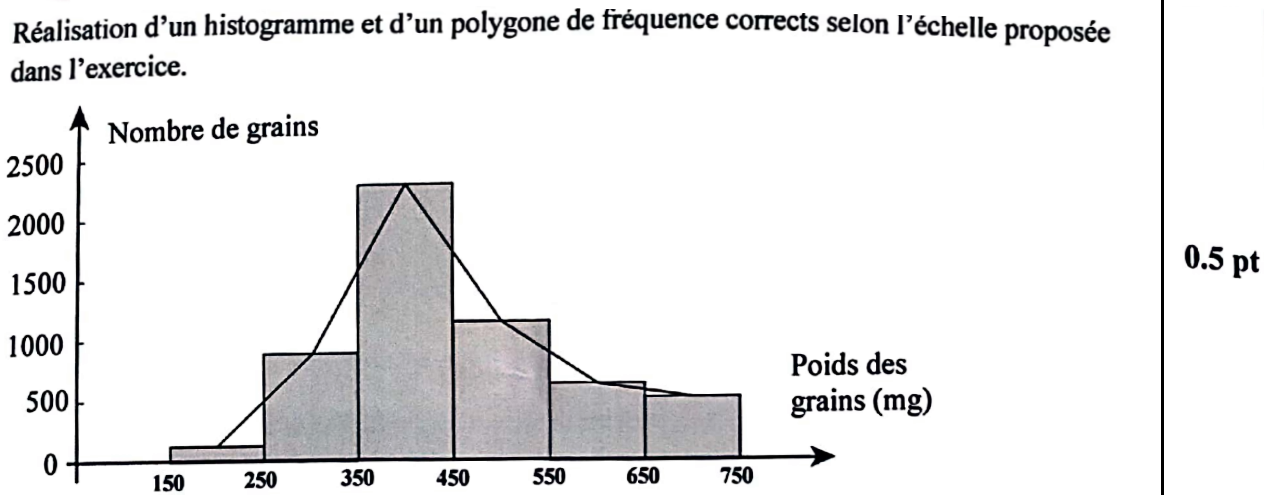 Réalisation d’un histogramme et d’un polygone de fréquence corrects selon l’échelle proposée
dans l’exercice.
Nombre de grains
2500
2000
1500
1000
500
0
150 250 350 450 550 650 750
Poids des
grains (mg)
0.5 pt